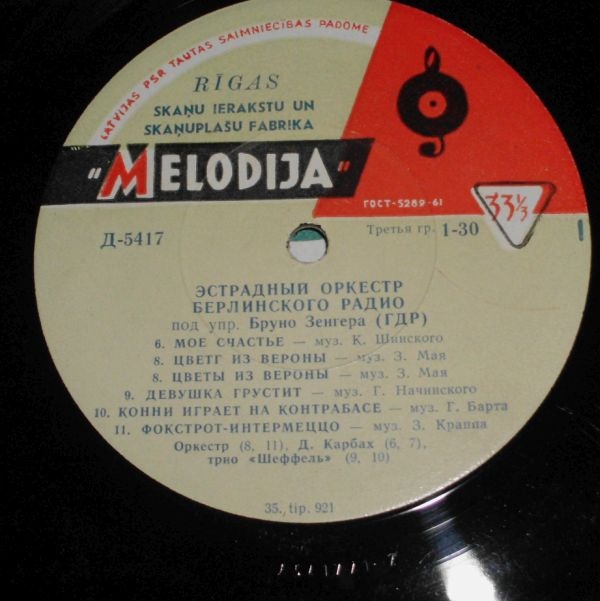 LATVIJAS PSR TAUTAS SAIMNIECĪBAS PADOME
RĪGAS
SKAŅU IERAKSTU UN
SKAŅUPLAŠU FABRIKA
"MELODIJA"
ГОСТ-5289-61
33⅓
Д-5417
Третья гр. 1-30
ЭСТРАДНЫЙ ОРКЕСТР
БЕРЛИНСКОГО РАДИО
под упр. Бруно Зенгера (ГДР)
6. МОЕ СЧАСТЬЕ — муз. К. Шинского
8. ЦВЕТГ ИЗ ВЕРОНЫ — муз. З. Мая
8. ЦВЕТЫ ИЗ ВЕРОНЫ — муз. З. Мая
9. ДЕВУШКА ГРУСТИТ — муз. Г. Начинского
10. КОННИ ИГРАЕТ НА КОНТРАБАСЕ — муз. Г. Барта
11. ФОКСТРОТ-ИНТЕРМЕЦЦО — муз. З. Краппа
Оркестр (8, 11), Д. Карбах (6, 7),
трио «Шеффель» (9, 10)
35. tip. 921